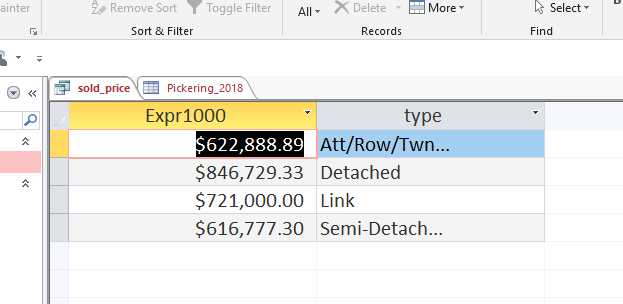 ainter
Remove Sort
Toggle Filter
All
Delete
More
Select
Sort & Filter
Records
Find
sold_price
Pickering_2018
Expr1000
type
$622,888.89
Att/Row/Twn...
$846,729.33
Detached
$721,000.00
Link
$616,777.30
Semi-Detach...